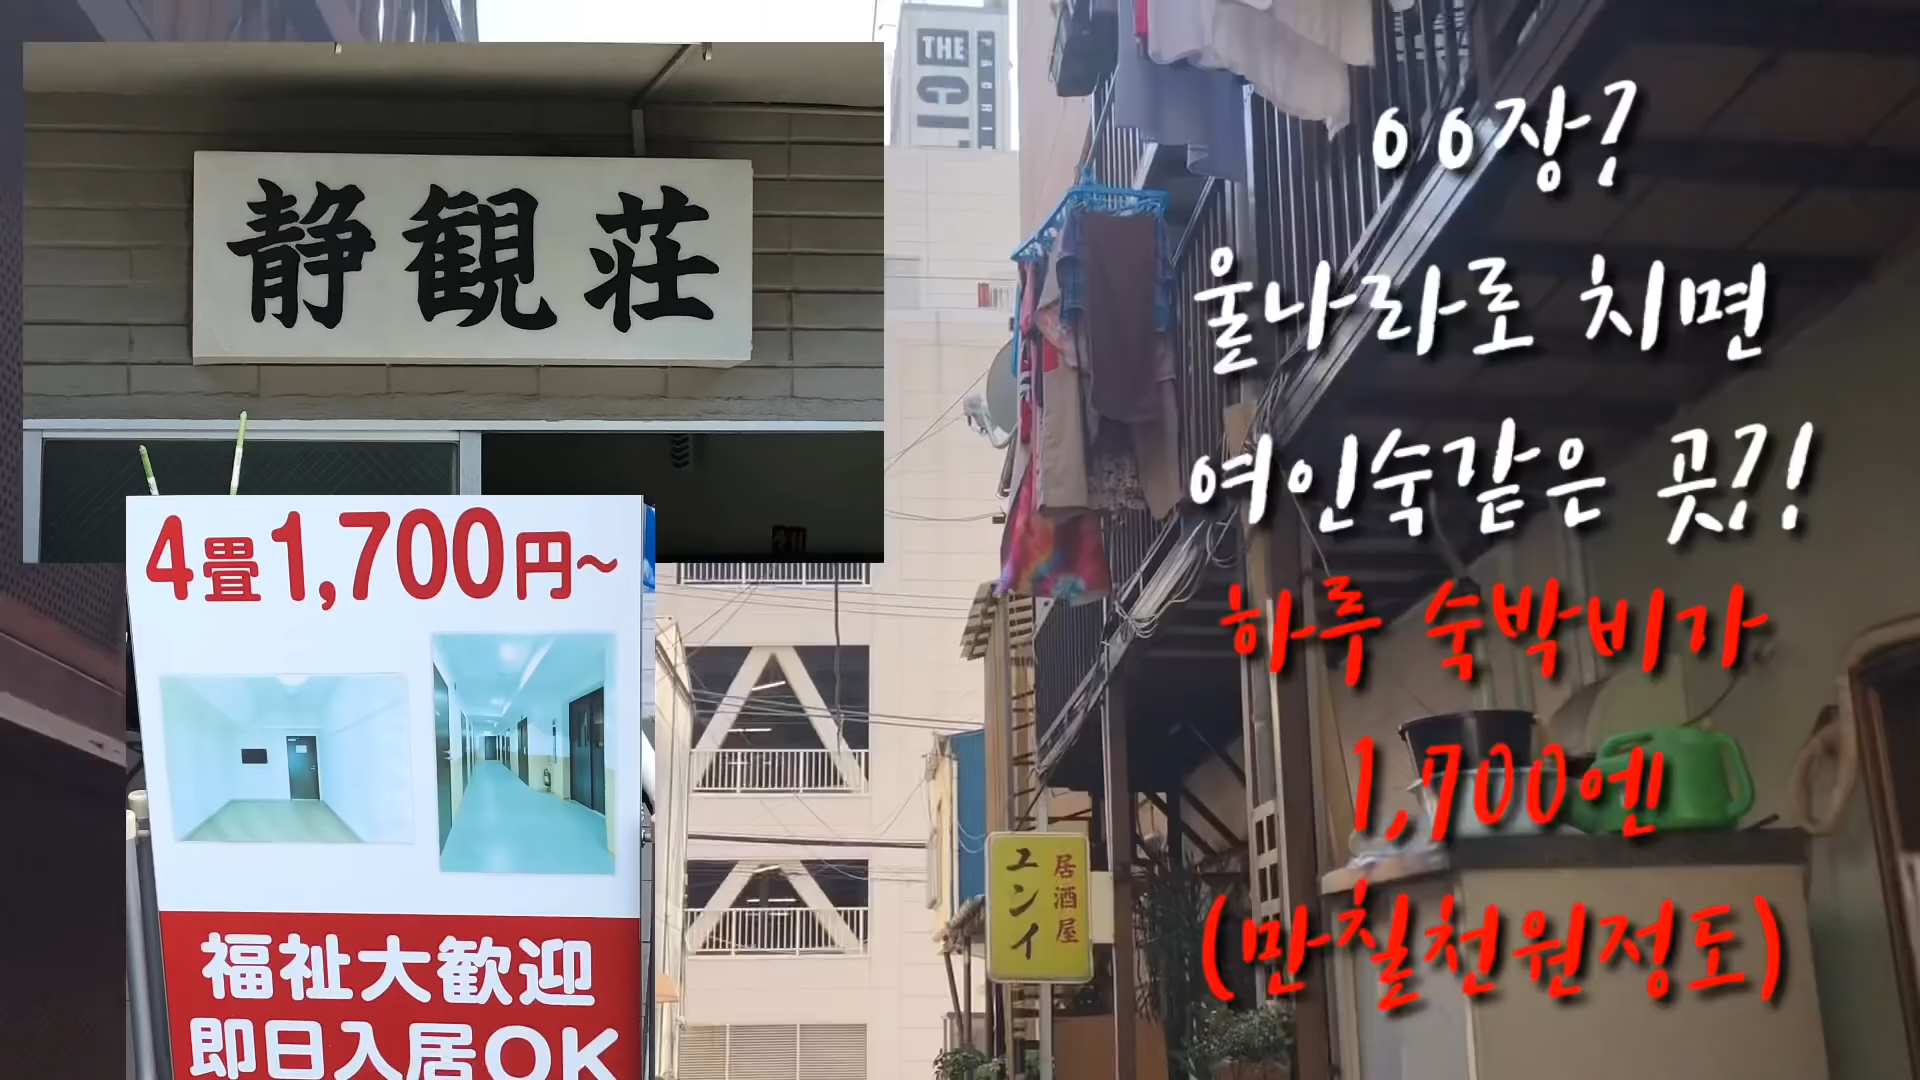 静観荘
4畳1,700円~
福祉大歓迎
即日入居OK
THE
CI
居酒屋
ユンイ
00장?
울나라로 치면
여인숙같은 곳?!
하루 숙박비가
1,700엔
(만칠천원정도)